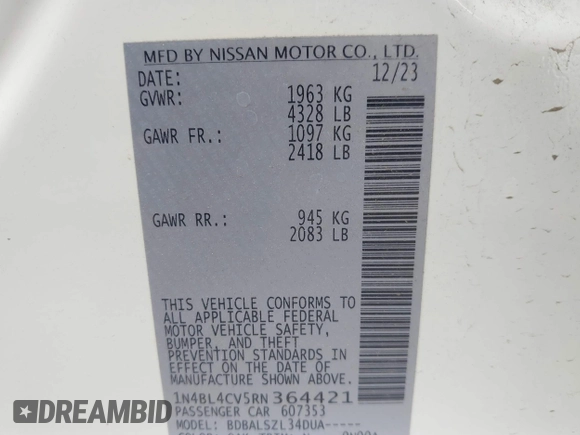 MFD BY NISSAN MOTOR CO., LTD.
DATE: 12/23
GVWR: 1963 KG
4328 LB
GAWR FR.: 1097 KG
2418 LB
GAWR RR.: 945 KG
2083 LB
THIS VEHICLE CONFORMS TO
ALL APPLICABLE FEDERAL
MOTOR VEHICLE SAFETY,
BUMPER, AND THEFT
PREVENTION STANDARDS IN
EFFECT ON THE DATE OF
MANUFACTURE SHOWN ABOVE.
1N4BL4CV5RN364421
PASSENGER CAR 607353
MODEL: BDBALSZL34DUA-----
DREAMBID